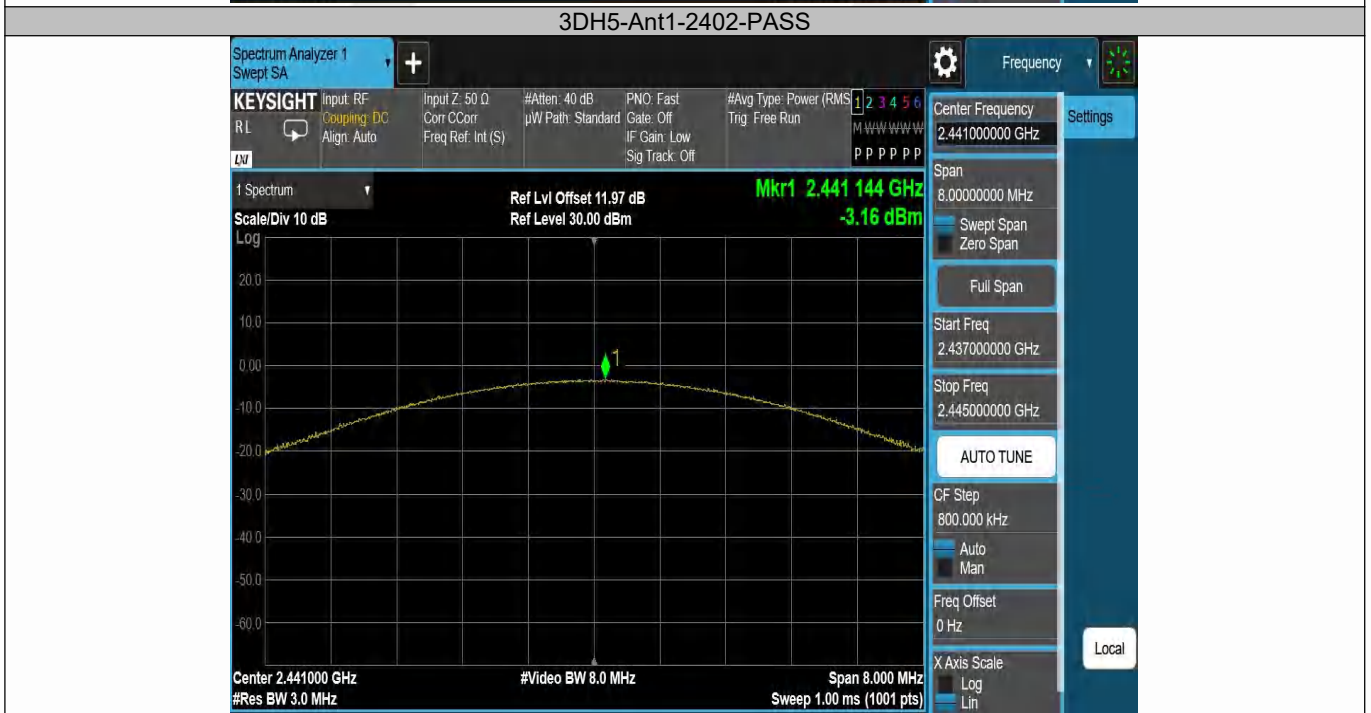 3DH5-Ant1-2402-PASS
Spectrum Analyzer 1
Swept SA
+
Frequency
KEYSIGHT
RL
LXI
Input: RF
Coupling: DC
Align: Auto
Input Z: 50 Ω
Corr CCorr
Freq Ref: Int (S)
#Atten: 40 dB
µW Path: Standard
PNO: Fast
Gate: Off
IF Gain: Low
Sig Track: Off
#Avg Type: Power (RMS
Trig: Free Run
1 2 3 4 5 6
M W W W W W
P P P P P P
Center Frequency
2.441000000 GHz
Settings
Span
8.00000000 MHz
Swept Span
Zero Span
Full Span
Start Freq
2.437000000 GHz
Stop Freq
2.445000000 GHz
AUTO TUNE
CF Step
800.000 kHz
Auto
Man
Freq Offset
0 Hz
X Axis Scale
Log
Lin
Local
1 Spectrum
Scale/Div 10 dB
Log
Ref Lvl Offset 11.97 dB
Ref Level 30.00 dBm
Mkr1 2.441 144 GHz
-3.16 dBm
20.0
10.0
0.00
-10.0
-20.0
-30.0
-40.0
-50.0
-60.0
1
Center 2.441000 GHz
#Video BW 8.0 MHz
Span 8.000 MHz
#Res BW 3.0 MHz
Sweep 1.00 ms (1001 pts)